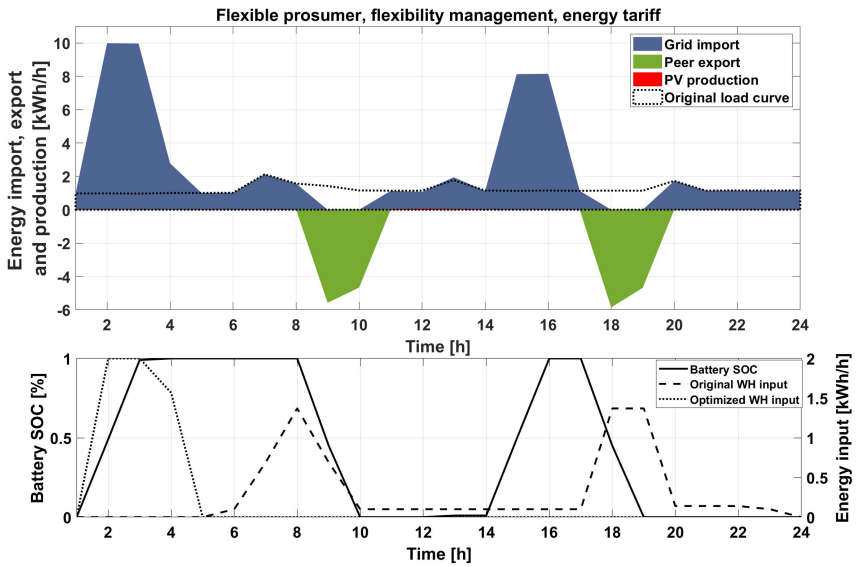 Flexible prosumer, flexibility management, energy tariff
Energy import, export
and production [kWh/h]
10
8
6
4
2
0
-2
-4
-6
Grid import
Peer export
PV production
Original load curve
2 4 6 8 10 12 14 16 18 20 22 24
Time [h]
Battery SOC [%]
1
0.5
0
Battery SOC
Original WH input
Optimized WH input
2
1.5
1
0.5
0
Energy input [kWh/h]
2 4 6 8 10 12 14 16 18 20 22 24
Time [h]